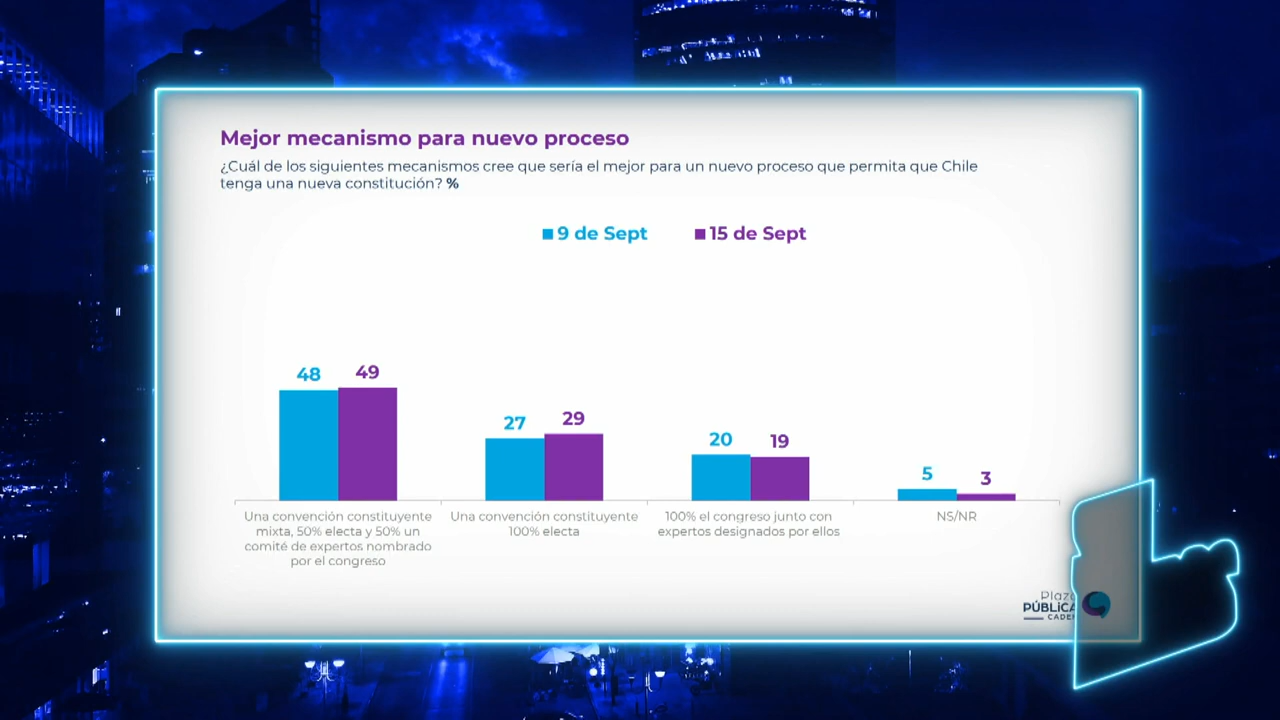 Mejor mecanismo para nuevo proceso
¿Cuál de los siguientes mecanismos cree que sería el mejor para un nuevo proceso que permita que Chile
tenga una nueva constitución? %
9 de Sept 15 de Sept
48 49 27 29 20 19 5 3
Una convención constituyente
mixta, 50% electa y 50% un
comité de expertos nombrado
por el congreso
Una convención constituyente
100% electa
100% el congreso junto con
expertos designados por ellos
NS/NR
PÚBLICA